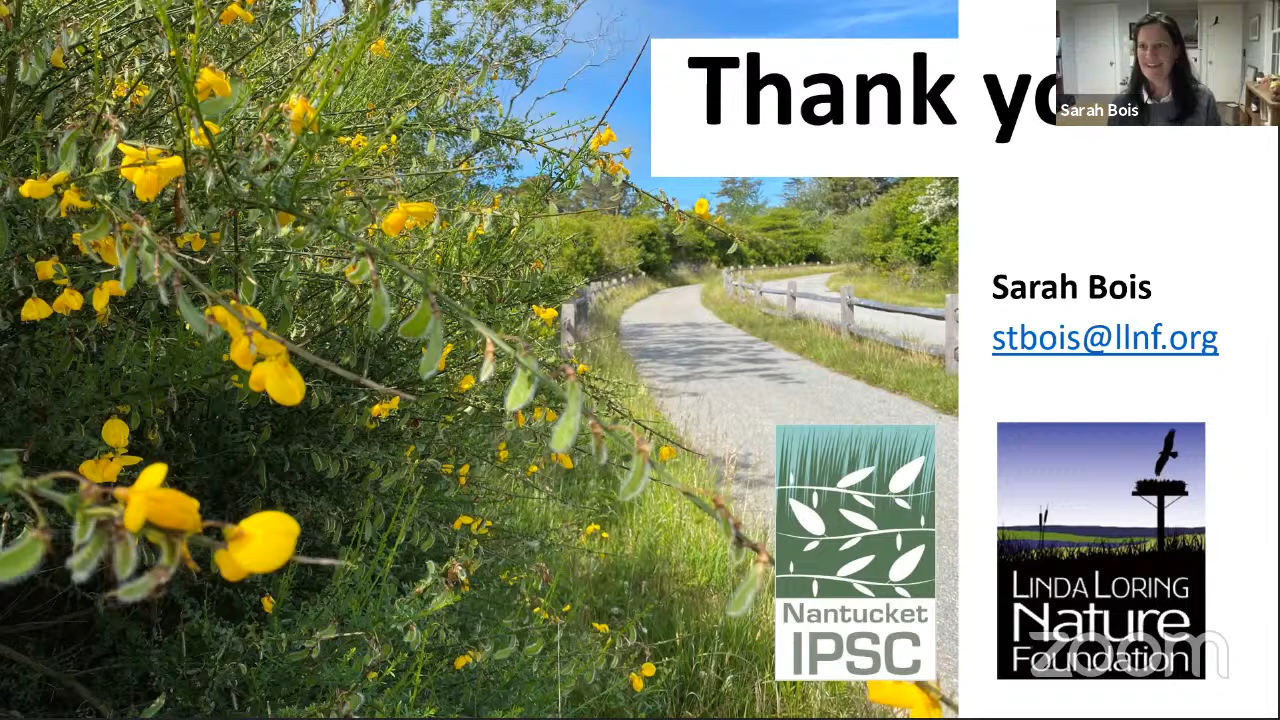 Thank yo
Sarah Bois
Sarah Bois
stbois@llnf.org
Nantucket
IPSC
LINDA LORING
Nature
Foundation
zoom